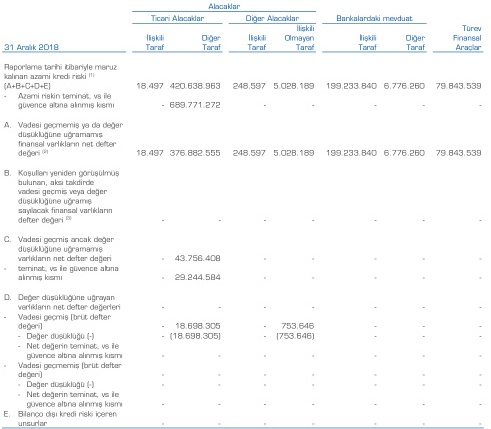 Alacaklar
Ticari Alacaklar Diğer Alacaklar Bankalardaki mevduat
31 Aralık 2018 İlişkili Taraf Diğer Taraf İlişkili Taraf İlişkili Olmayan Taraf İlişkili Taraf Diğer Taraf Türev Finansal Araçlar
Raporlama tarihi itibariyle maruz
kalınan azami kredi riski (1)
(A+B+C+D+E) 18.497 420.638.963 248.597 5.028.189 199.233.840 6.776.260 79.843.539
- Azami riskin teminat, vs ile
güvence altına alınmış kısmı - 689.771.272 - - - - -
A. Vadesi geçmemiş ya da değer
düşüklüğüne uğramamış
finansal varlıkların net defter
değeri (2) 18.497 376.882.555 248.597 5.028.189 199.233.840 6.776.260 79.843.539
B. Koşulları yeniden görüşülmüş
bulunan, aksi takdirde
vadesi geçmiş veya değer
düşüklüğüne uğramış
sayılacak finansal varlıkların
defter değeri (3) - - - - - - -
C. Vadesi geçmiş ancak değer
düşüklüğüne uğramamış
varlıkların net defter değeri - 43.756.408 - - - - -
- teminat, vs ile güvence altına
alınmış kısmı - 29.244.584 - - - - -
D. Değer düşüklüğüne uğrayan
varlıkların net defter değerleri - - - - - - -
- Vadesi geçmiş (brüt defter
değeri) - 18.698.305 - 753.646 - - -
- Değer düşüklüğü (-) - (18.698.305) - (753.646) - - -
- Net değerin teminat, vs ile
güvence altına alınmış kısmı - - - - - - -
- Vadesi geçmemiş (brüt defter
değeri) - - - - - - -
- Değer düşüklüğü (-) - - - - - - -
- Net değerin teminat, vs ile
güvence altına alınmış kısmı - - - - - - -
E. Bilanço dışı kredi riski içeren
unsurlar - - - - - - -